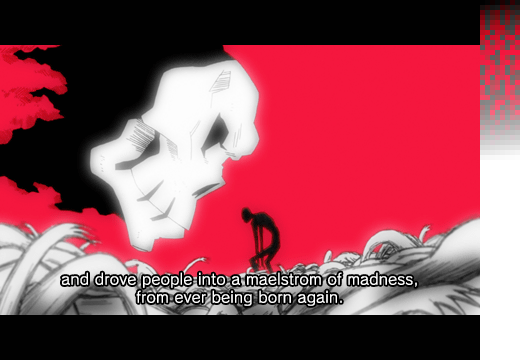 and drove people into a maelstrom of madness,
from ever being born again.